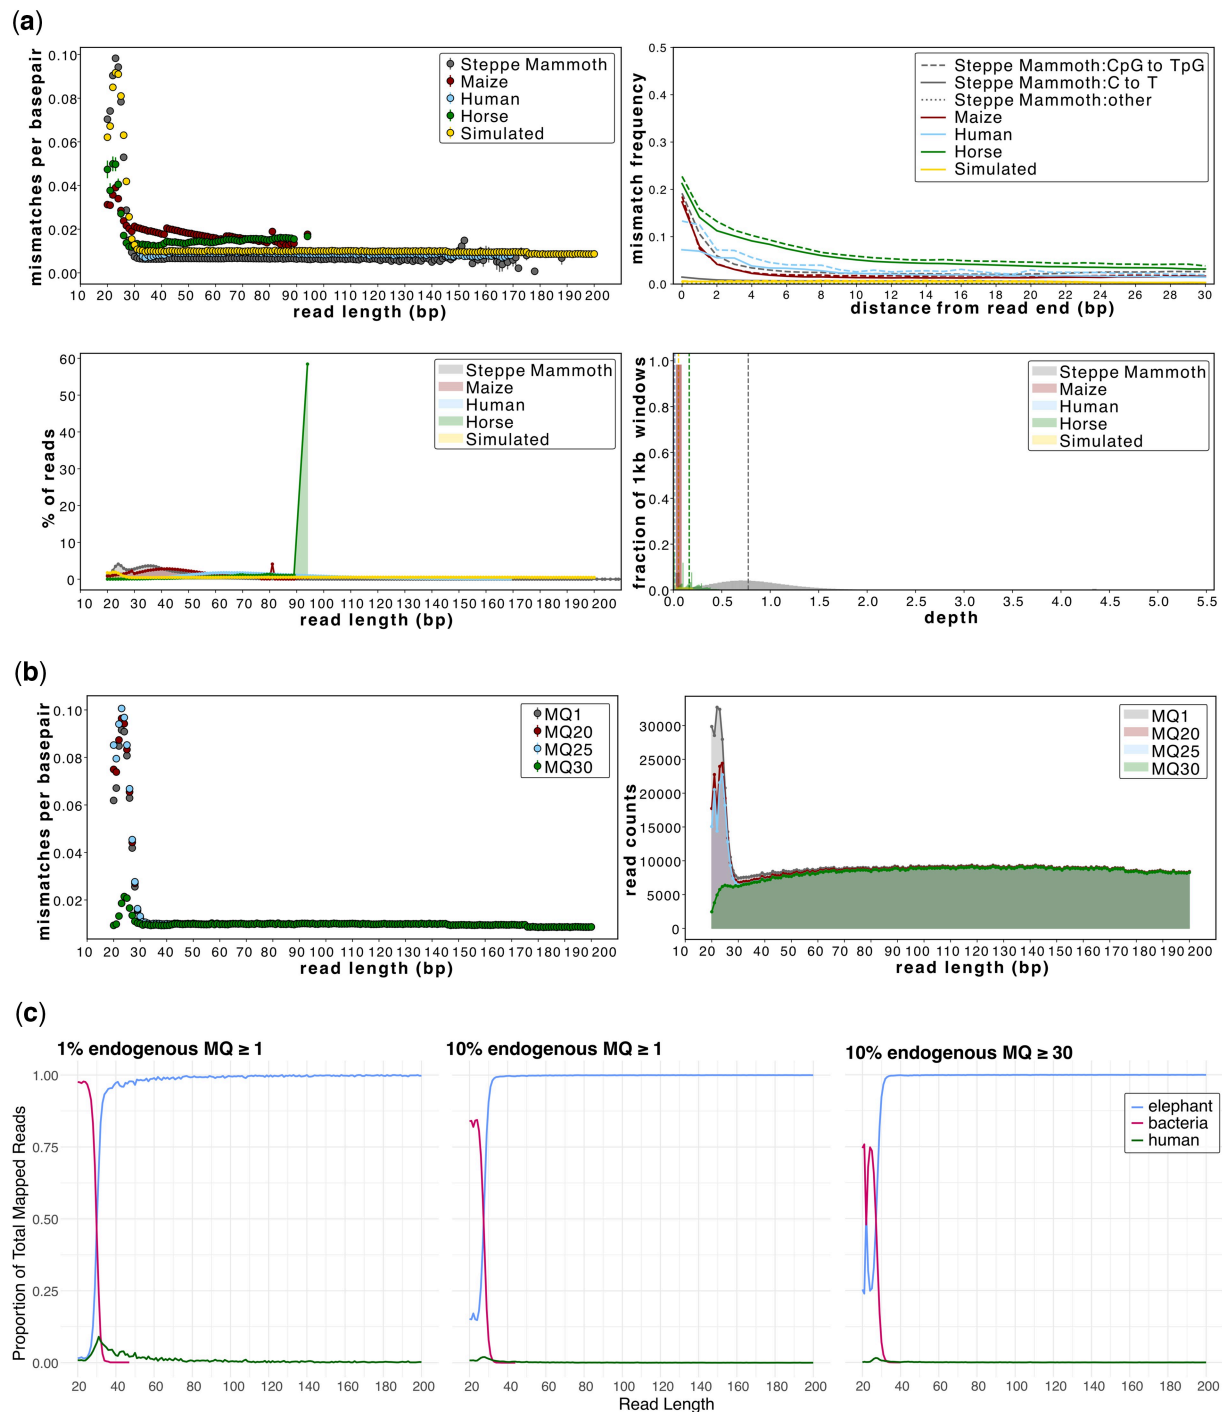 (a)
mismatches per basepair
0.10
0.08
0.06
0.04
0.02
0.00
10 20 30 40 50 60 70 80 90 100 110 120 130 140 150 160 170 180 190 200
read length (bp)
Steppe Mammoth
Maize
Human
Horse
Simulated
mismatch frequency
0.5
0.4
0.3
0.2
0.1
0.0
0 2 4 6 8 10 12 14 16 18 20 22 24 26 28 30
distance from read end (bp)
Steppe Mammoth:CpG to TpG
Steppe Mammoth:C to T
Steppe Mammoth:other
Maize
Human
Horse
Simulated
% of reads
60
50
40
30
20
10
0
10 20 30 40 50 60 70 80 90 100 110 120 130 140 150 160 170 180 190 200
read length (bp)
Steppe Mammoth
Maize
Human
Horse
Simulated
fraction of 1kb windows
1.0
0.8
0.6
0.4
0.2
0.0
0.0 0.5 1.0 1.5 2.0 2.5 3.0 3.5 4.0 4.5 5.0 5.5
depth
Steppe Mammoth
Maize
Human
Horse
Simulated
(b)
mismatches per basepair
0.10
0.08
0.06
0.04
0.02
10 20 30 40 50 60 70 80 90 100 110 120 130 140 150 160 170 180 190 200
read length (bp)
MQ1
MQ20
MQ25
MQ30
read counts
30000
25000
20000
15000
10000
5000
0
10 20 30 40 50 60 70 80 90 100 110 120 130 140 150 160 170 180 190 200
read length (bp)
MQ1
MQ20
MQ25
MQ30
(c)
1% endogenous MQ ≥ 1
10% endogenous MQ ≥ 1
10% endogenous MQ ≥ 30
Proportion of Total Mapped Reads
1.00
0.75
0.50
0.25
0.00
20 40 60 80 100 120 140 160 180 200
20 40 60 80 100 120 140 160 180 200
20 40 60 80 100 120 140 160 180 200
Read Length
elephant
bacteria
human